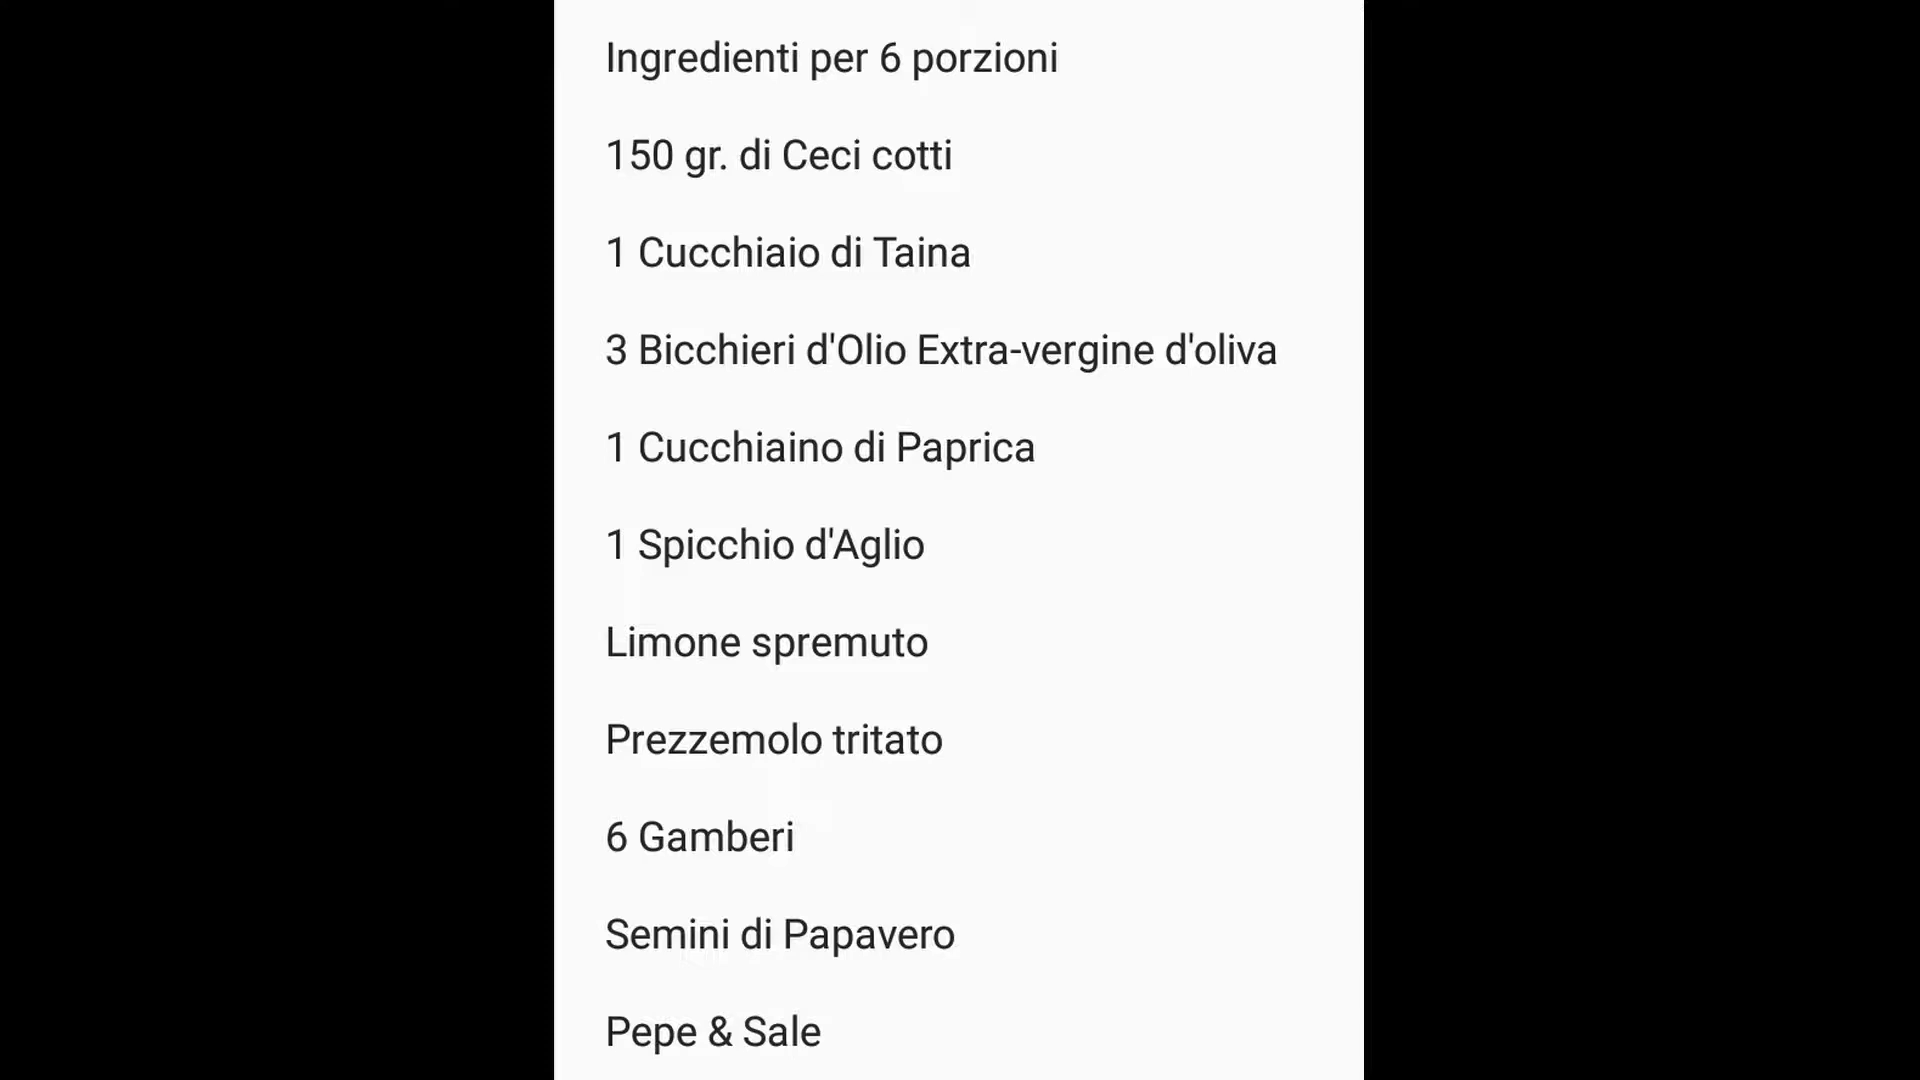 Ingredienti per 6 porzioni
150 gr. di Ceci cotti
1 Cucchiaio di Taina
3 Bicchieri d'Olio Extra-vergine d'oliva
1 Cucchiaino di Paprica
1 Spicchio d'Aglio
Limone spremuto
Prezzemolo tritato
6 Gamberi
Semini di Papavero
Pepe & Sale